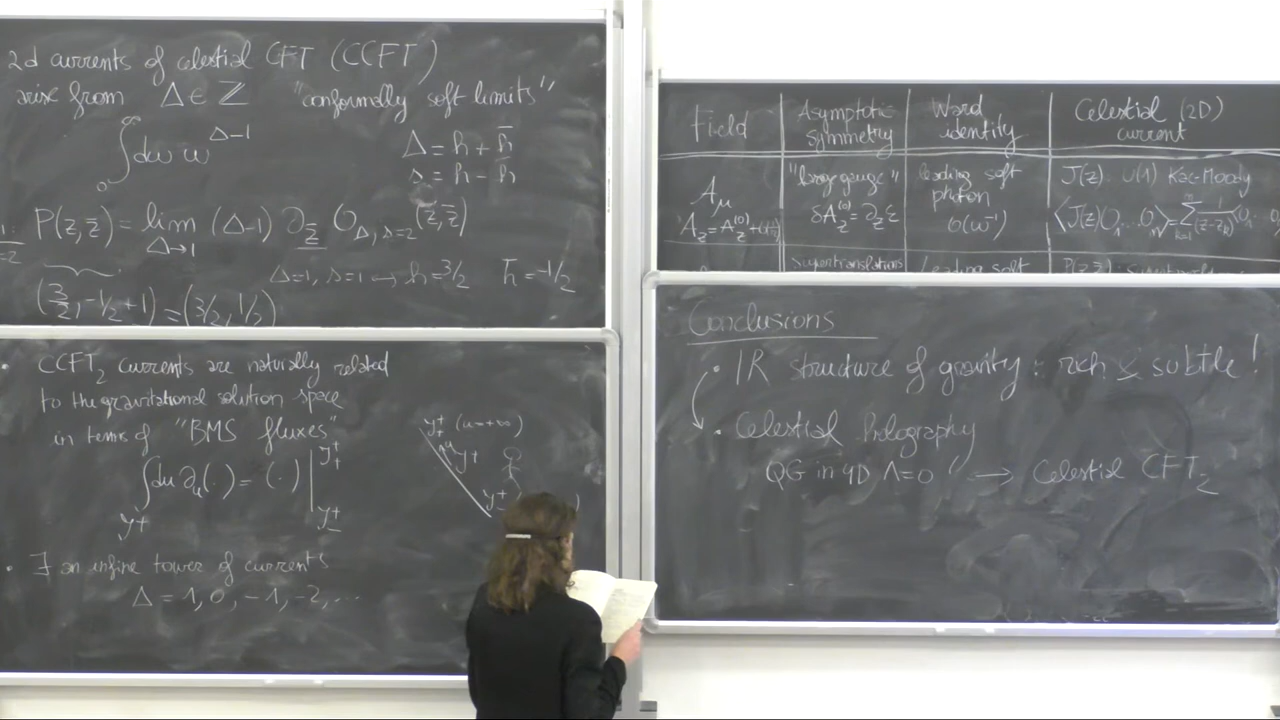 2d currents of celestial CFT (CCFT)
arise from Δ ∈ ℤ "conformally soft limits"
∫₀^∞ dω ω^{Δ-1}
Δ = h + h̄
s = h - h̄
P(z, z̄) = lim_{Δ→1} (Δ-1) ∂_{z̄} O_{Δ, s=2} (z, z̄)
Δ=1, s=1 → h = 3/2 h̄ = -1/2
(3/2, -1/2 + 1) = (3/2, 1/2)
• CCFT₂ currents are naturally related
to the gravitational solution space
in terms of "BMS fluxes"
∫_{𝓘⁺} du ∂_u (·) = (·) |^{𝓘⁺₊}_{𝓘⁺₋}
𝓘⁺₊ (u=+∞)
𝓘⁺
• ∃ an infine tower of currents
Δ = 1, 0, -1, -2, ...
Field
Asymptotic symmetry
Ward identity
Celestial (2D) current
A_μ
"large gauge"
δA_z^{(0)} = ∂_z ε
leading soft
photon
O(ω⁻¹)
J(z): U(1) Kac-Moody
supertranslations
leading soft
Conclusions
• IR structure of gravity : rich & subtle !
• Celestial Holography
QG in 4D Λ=0 → Celestial CFT₂